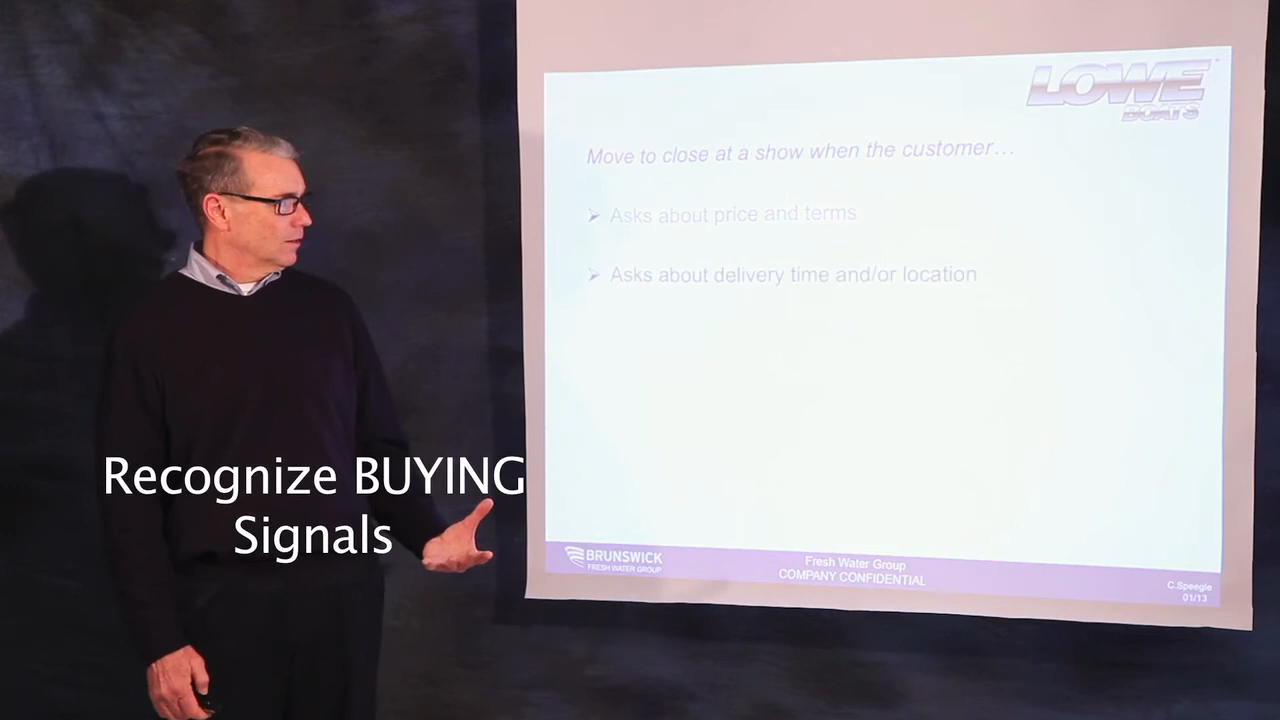 LOWE
BOATS
Move to close at a show when the customer…
➢ Asks about price and terms
➢ Asks about delivery time and/or location
Recognize BUYING
Signals
BRUNSWICK
FRESH WATER GROUP
Fresh Water Group
COMPANY CONFIDENTIAL
C.Speegle
01/13